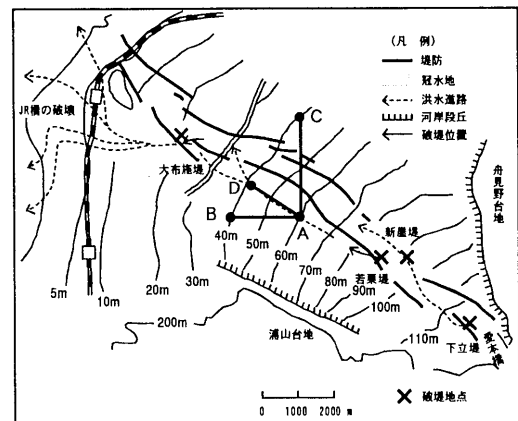 (凡 例)
堤防
冠水地
洪水進路
河岸段丘
破堤位置
JR橋の破壊
大布施堤
C
D
B
A
舟見野台地
新屋堤
若栗堤
愛本橋
下立堤
40m
50m
60m
70m
80m
90m
100m
110m
30m
20m
10m
5m
200m
浦山台地
0 1000 2000 m
破堤地点